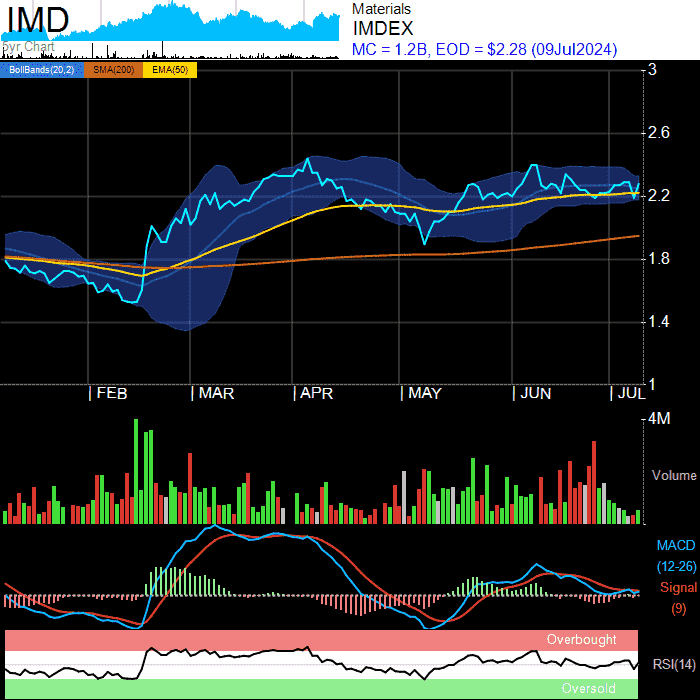 IMD
5yr Chart
Materials
IMDEX
MC = 1.2B, EOD = $2.28 (09Jul2024)
BollBands(20,2) SMA(200) EMA(50)
3
2.6
2.2
1.8
1.4
1
FEB MAR APR MAY JUN JUL
4M
Volume
MACD
(12-26)
Signal
(9)
Overbought
RSI(14)
Oversold